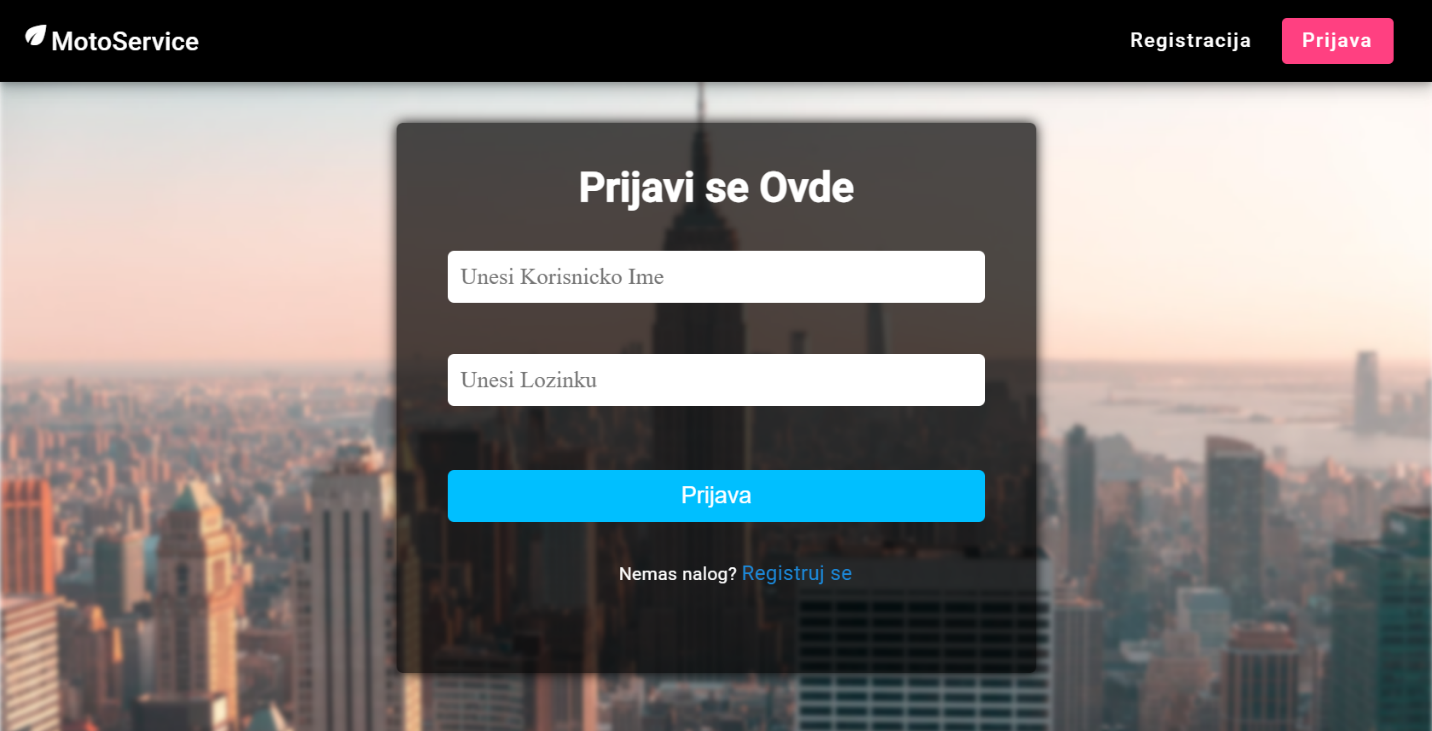 MotoService
Registracija
Prijava
Prijavi se Ovde
Unesi Korisnicko Ime
Unesi Lozinku
Prijava
Nemas nalog? Registruj se